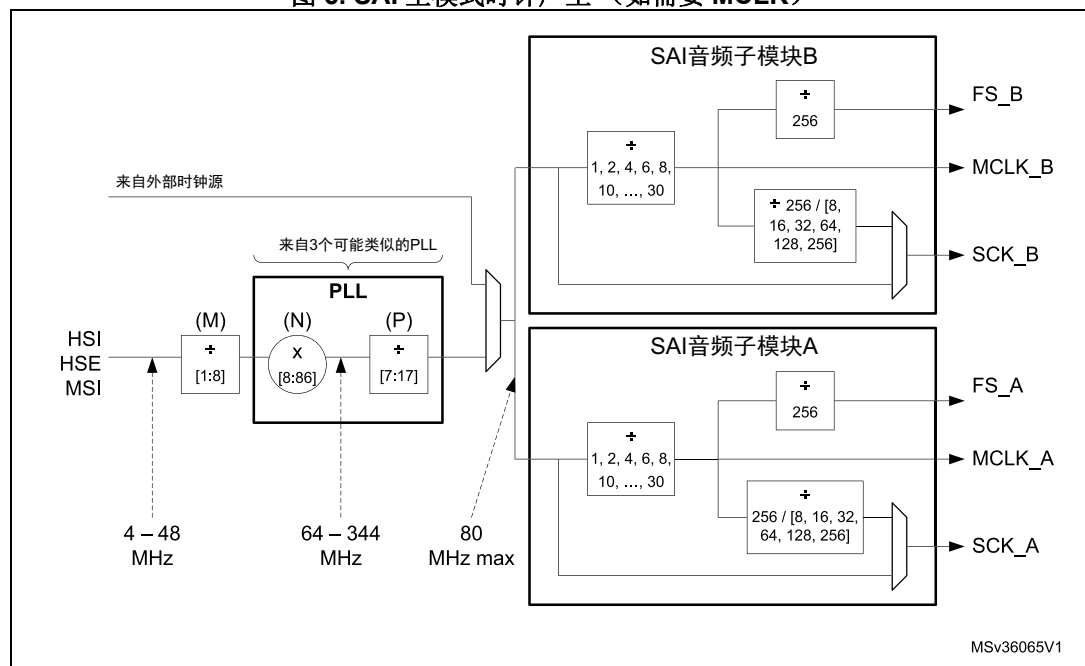 SAI音频子模块B
÷
256
FS_B
÷
1, 2, 4, 6, 8,
10, ..., 30
MCLK_B
÷ 256 / [8,
16, 32, 64,
128, 256]
SCK_B
来自外部时钟源
来自3个可能类似的PLL
PLL
HSI
HSE
MSI
(M)
÷
[1:8]
(N)
x
[8:86]
(P)
÷
[7:17]
SAI音频子模块A
÷
256
FS_A
÷
1, 2, 4, 6, 8,
10, ..., 30
MCLK_A
÷
256 / [8, 16, 32,
64, 128, 256]
SCK_A
4 – 48
MHz
64 – 344
MHz
80
MHz max
MSv36065V1